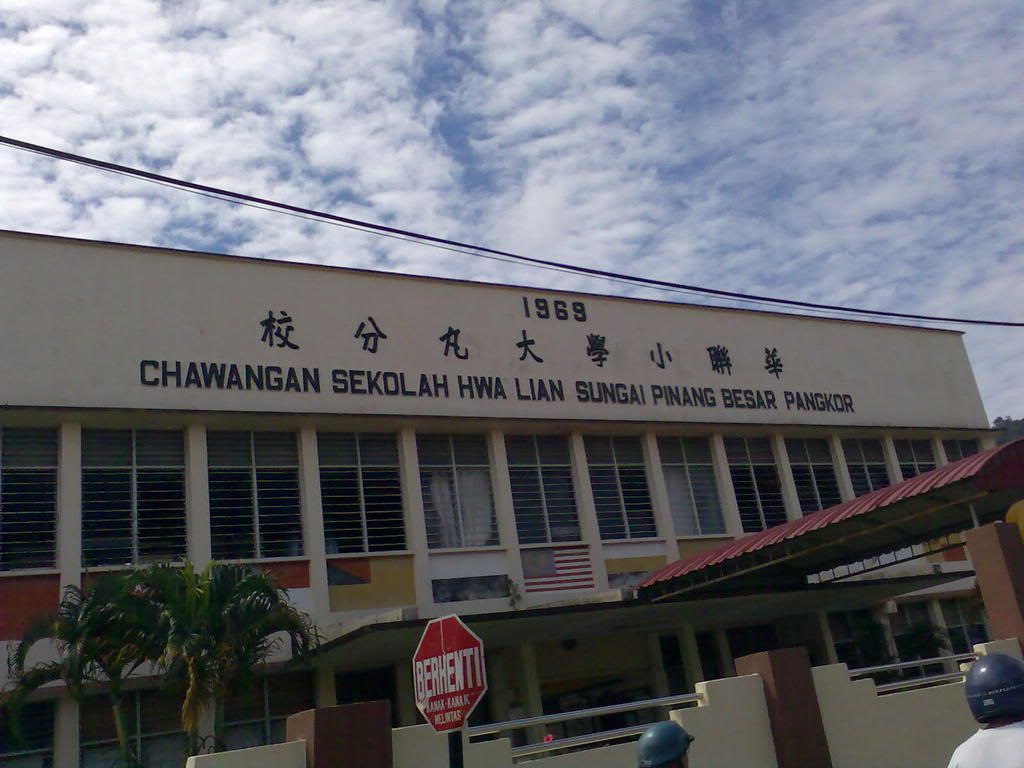 1969
華聯小學大丸分校
CHAWANGAN SEKOLAH HWA LIAN SUNGAI PINANG BESAR PANGKOR
BERHENTI
KANAK-KANAK
MELINTAS